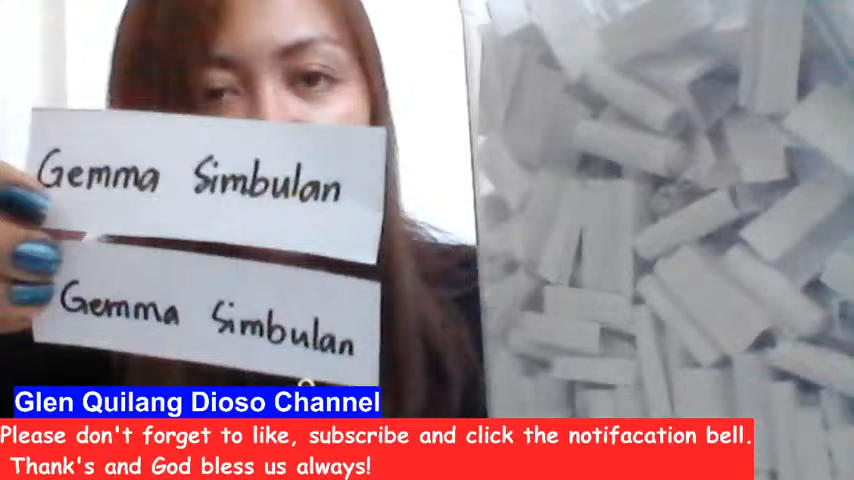 Gemma Simbulan
Gemma Simbulan
Glen Quilang Dioso Channel
Please don't forget to like, subscribe and click the notifacation bell.
Thank's and God bless us always!